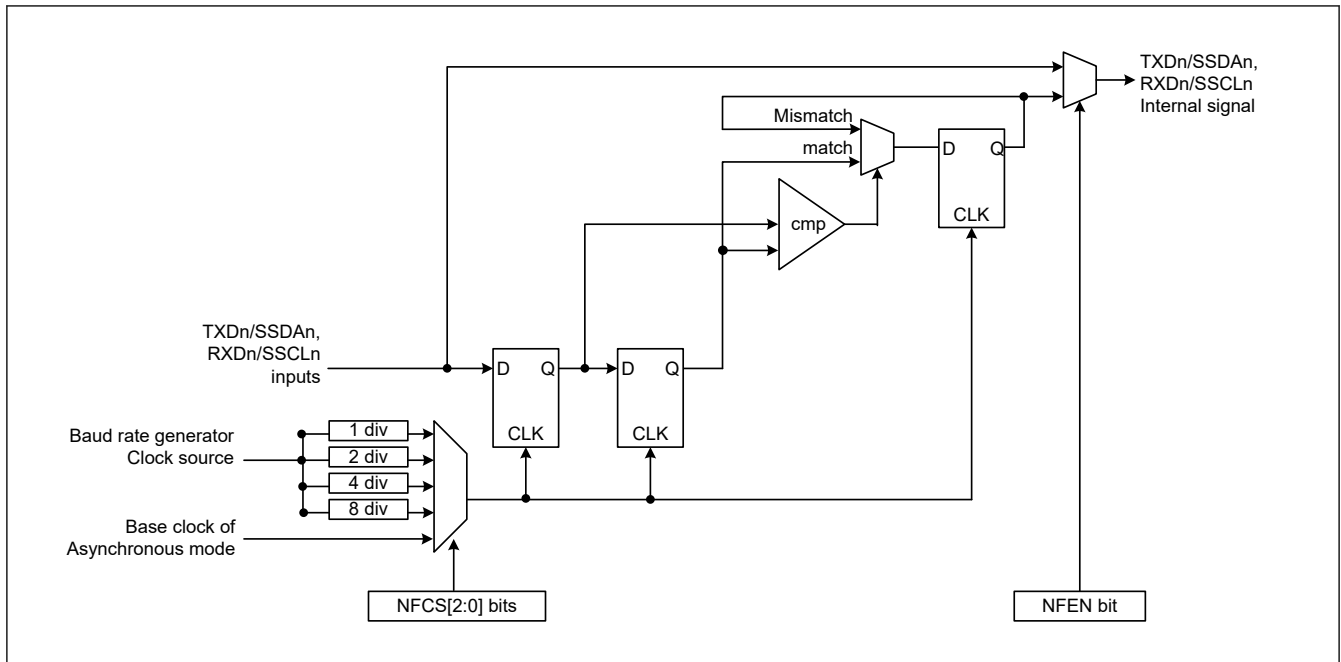 TXDn/SSDAn,
RXDn/SSCLn
Internal signal
Mismatch
match
D
Q
CLK
cmp
TXDn/SSDAn,
RXDn/SSCLn
inputs
D
Q
CLK
D
Q
CLK
Baud rate generator
Clock source
1 div
2 div
4 div
8 div
Base clock of
Asynchronous mode
NFCS[2:0] bits
NFEN bit